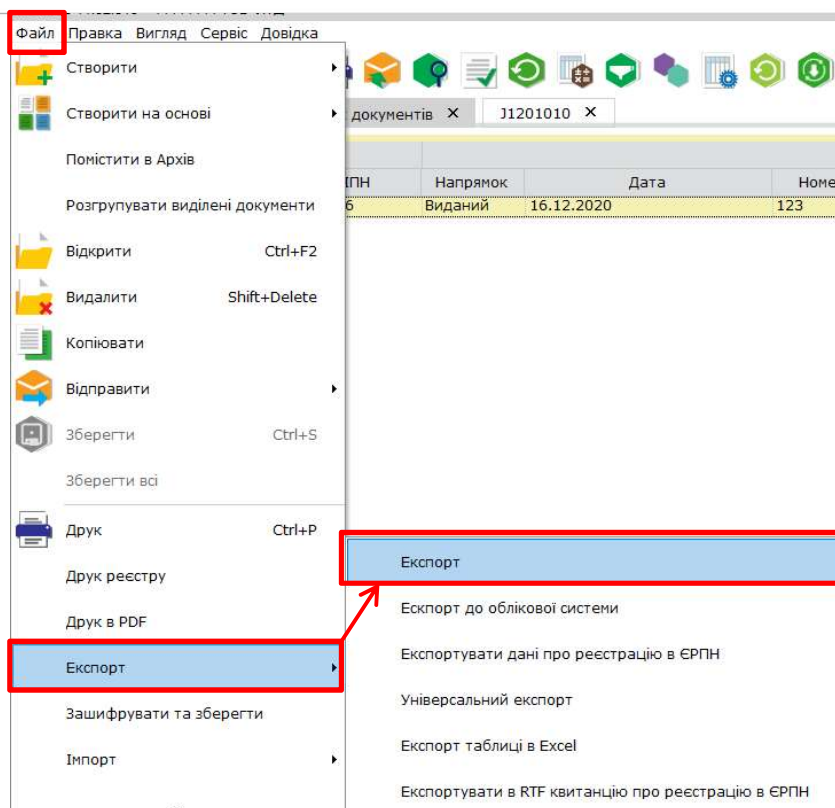 Файл Правка Вигляд Сервіс Довідка
Створити
Створити на основі
документів × J1201010 ×
Помістити в Архів
ІПН Напрямок Дата Номе
Розгрупувати виділені документи
6 Виданий 16.12.2020 123
Відкрити Ctrl+F2
Видалити Shift+Delete
Копіювати
Відправити
Зберегти Ctrl+S
Зберегти всі
Друк Ctrl+P
Друк реєстру
Друк в PDF
Експорт
Зашифрувати та зберегти
Імпорт
Експорт
Ескпорт до облікової системи
Експортувати дані про реєстрацію в ЄРПН
Універсальний експорт
Експорт таблиці в Excel
Експортувати в RTF квитанцію про реєстрацію в ЄРПН